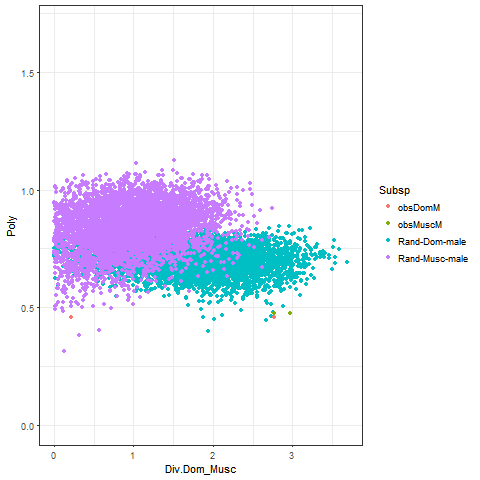 1.5
1.0
0.5
0.0
Poly
0
1
2
3
Div.Dom_Musc
Subsp
obsDomM
obsMuscM
Rand-Dom-male
Rand-Musc-male